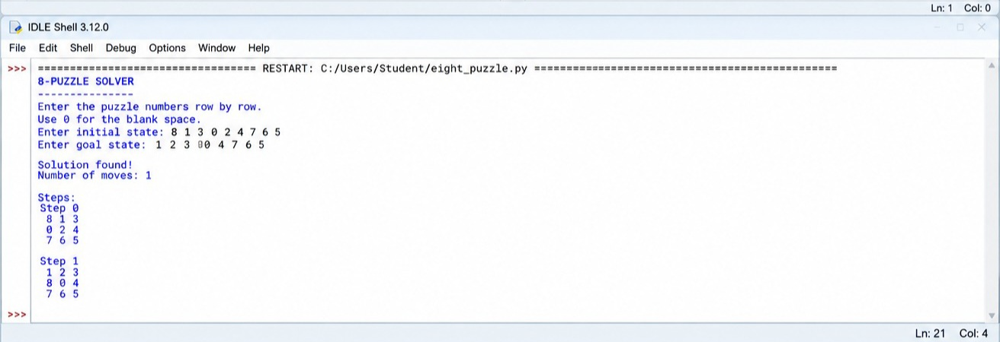 Ln: 1 Col: 0
IDLE Shell 3.12.0
File Edit Shell Debug Options Window Help
>>> ================================== RESTART: C:/Users/Student/eight_puzzle.py ===============================================
8-PUZZLE SOLVER
---------------
Enter the puzzle numbers row by row.
Use 0 for the blank space.
Enter initial state: 8 1 3 0 2 4 7 6 5
Enter goal state: 1 2 3 4 7 6 5
Solution found!
Number of moves: 1
Steps:
Step 0
8 1 3
0 2 4
7 6 5
Step 1
1 2 3
8 0 4
7 6 5
>>>
Ln: 21 Col: 4